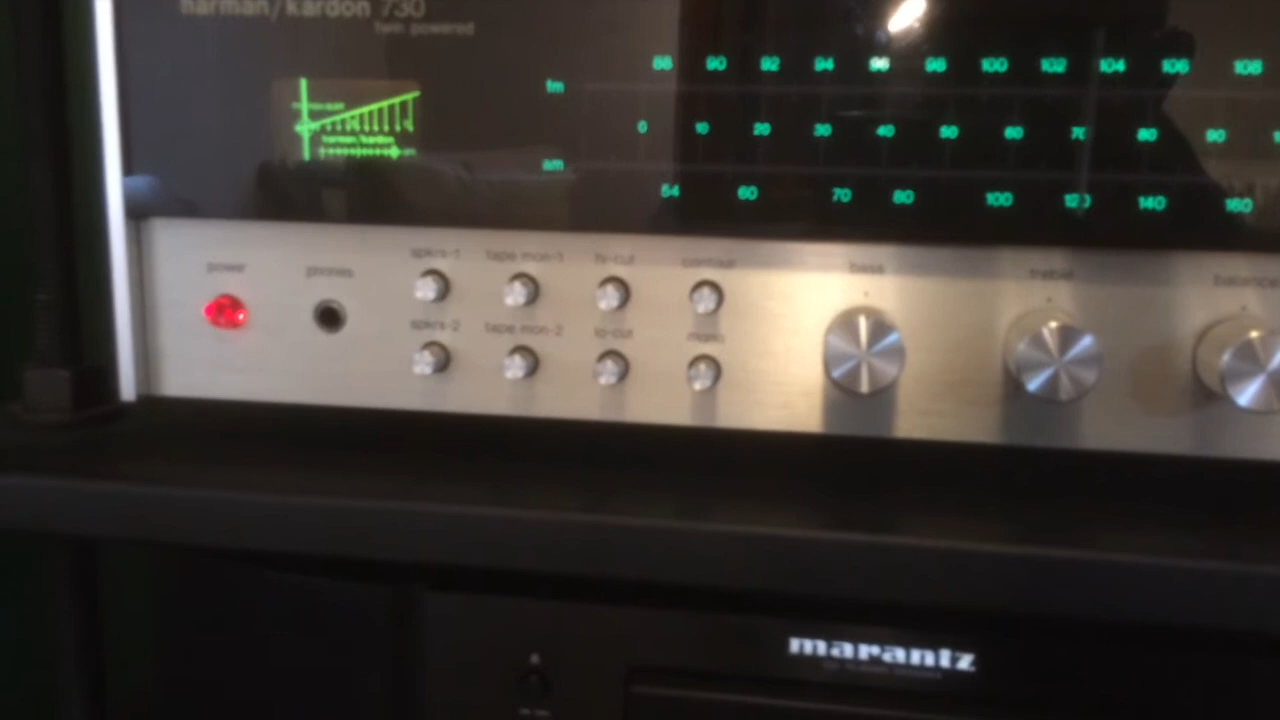 harman/kardon 730
twin powered
fm 88 90 92 94 96 98 100 102 104 106 108
0 10 20 30 40 50 60 70 80 90
am 54 60 70 80 100 120 140 160
harman/kardon
power phones spkrs-1 tape mon-1 hi-cut contour bass treble balance
spkrs-2 tape mon-2 lo-cut mono
marantz